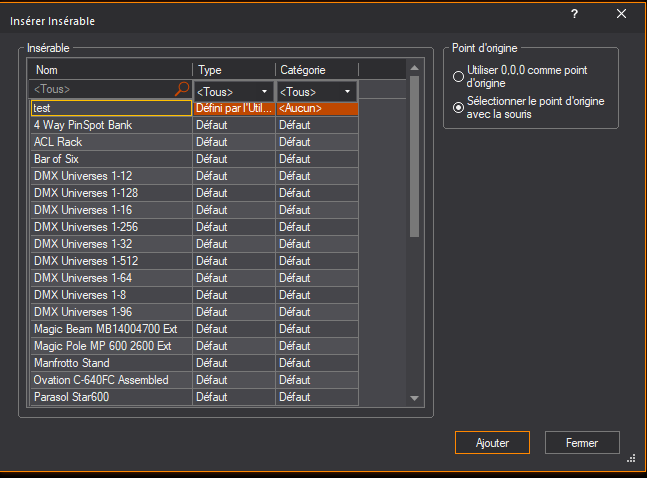 Insérer Insérable
?
Insérable
Nom Type Catégorie
<Tous> <Tous> <Tous>
test Défini par l'Util... <Aucun>
4 Way PinSpot Bank Défaut Défaut
ACL Rack Défaut Défaut
Bar of Six Défaut Défaut
DMX Universes 1-12 Défaut Défaut
DMX Universes 1-128 Défaut Défaut
DMX Universes 1-16 Défaut Défaut
DMX Universes 1-256 Défaut Défaut
DMX Universes 1-32 Défaut Défaut
DMX Universes 1-512 Défaut Défaut
DMX Universes 1-64 Défaut Défaut
DMX Universes 1-8 Défaut Défaut
DMX Universes 1-96 Défaut Défaut
Magic Beam MB14004700 Ext Défaut Défaut
Magic Pole MP 600 2600 Ext Défaut Défaut
Manfrotto Stand Défaut Défaut
Ovation C-640FC Assembled Défaut Défaut
Parasol Star600 Défaut Défaut
Point d'origine
Utiliser 0,0,0 comme point
d'origine
Sélectionner le point d'origine
avec la souris
Ajouter Fermer